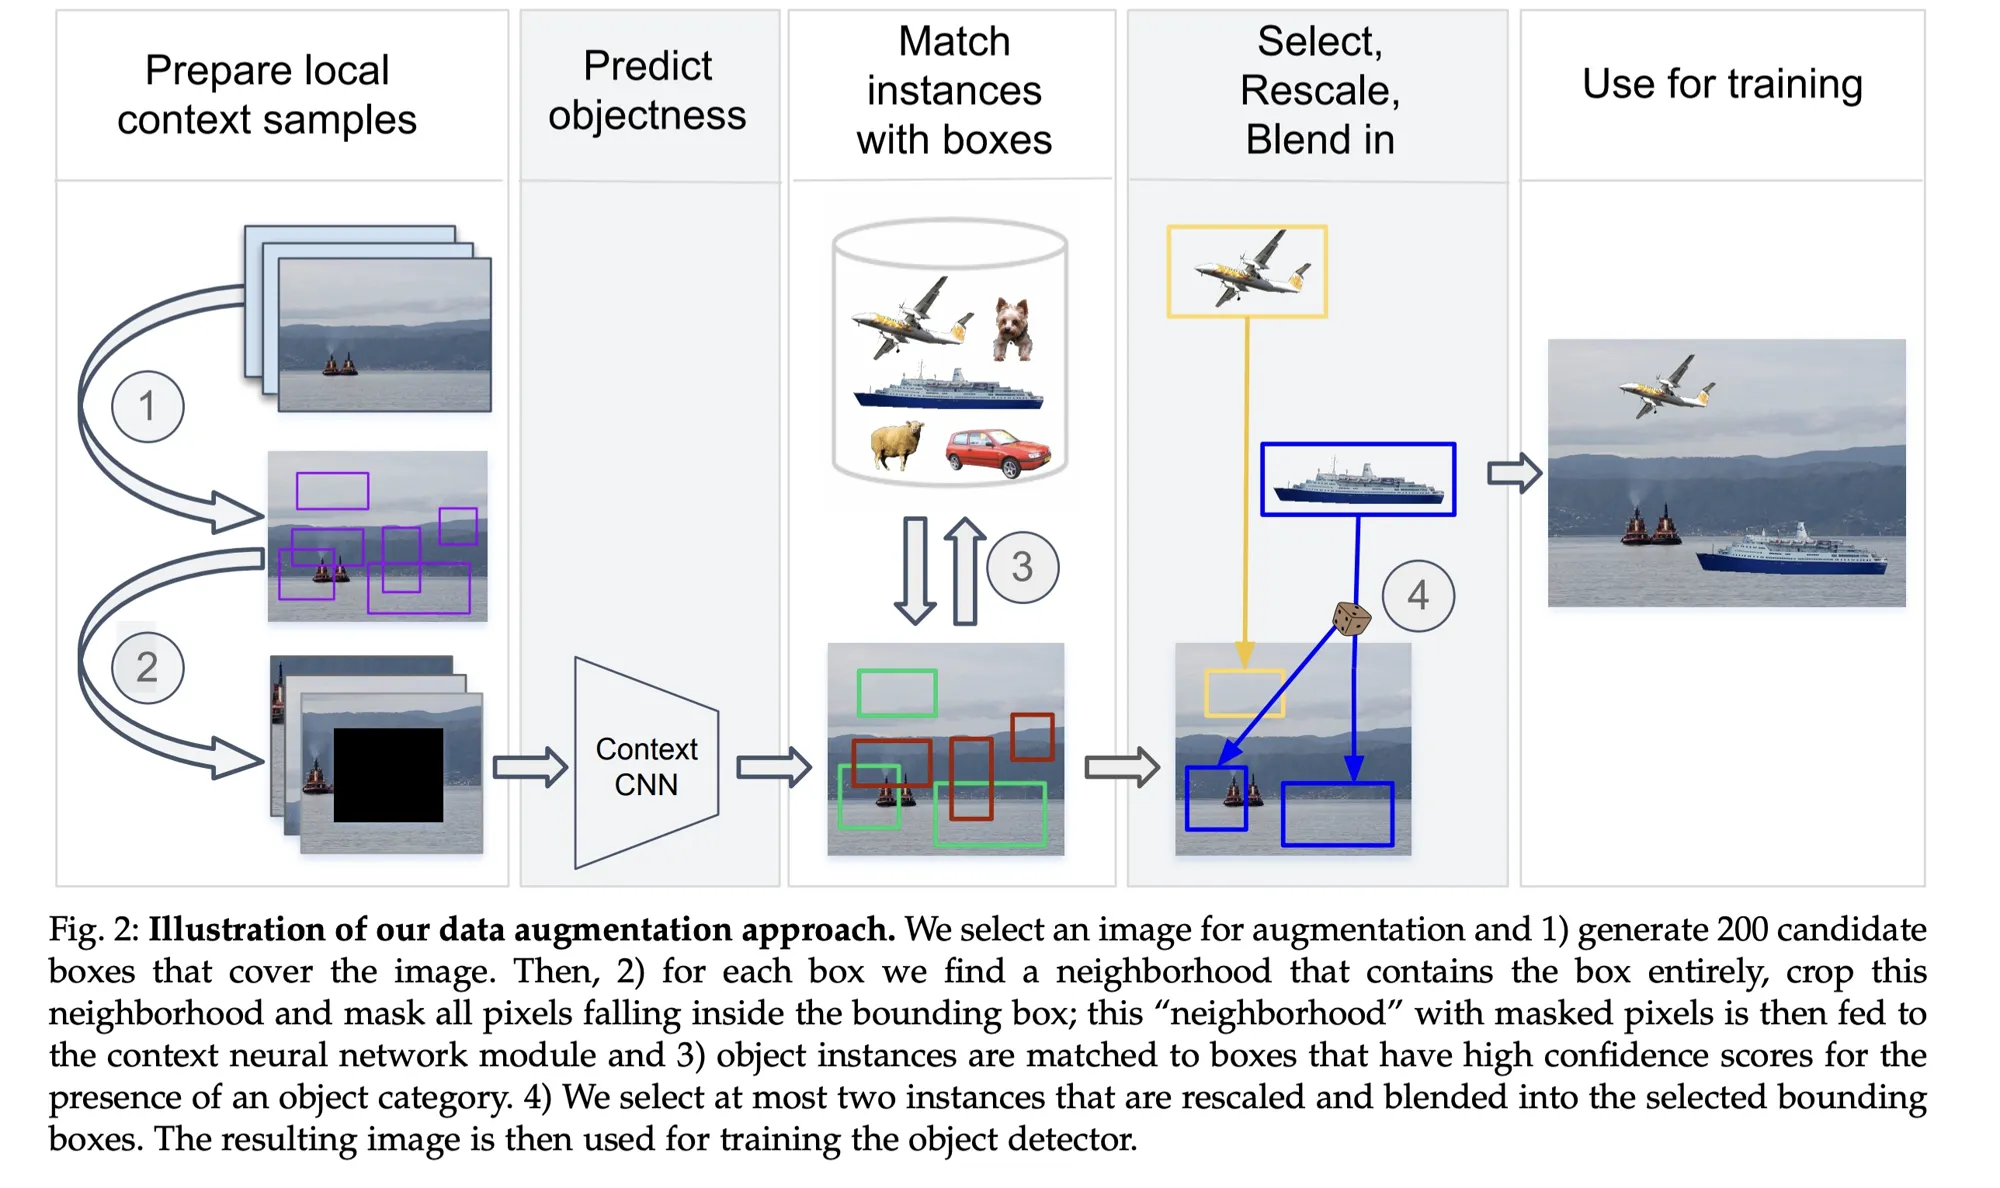 Prepare local
context samples
Predict
objectness
Match
instances
with boxes
Select,
Rescale,
Blend in
Use for training
1
2
Context
CNN
3
4
Fig. 2: Illustration of our data augmentation approach. We select an image for augmentation and 1) generate 200 candidate
boxes that cover the image. Then, 2) for each box we find a neighborhood that contains the box entirely, crop this
neighborhood and mask all pixels falling inside the bounding box; this “neighborhood” with masked pixels is then fed to
the context neural network module and 3) object instances are matched to boxes that have high confidence scores for the
presence of an object category. 4) We select at most two instances that are rescaled and blended into the selected bounding
boxes. The resulting image is then used for training the object detector.